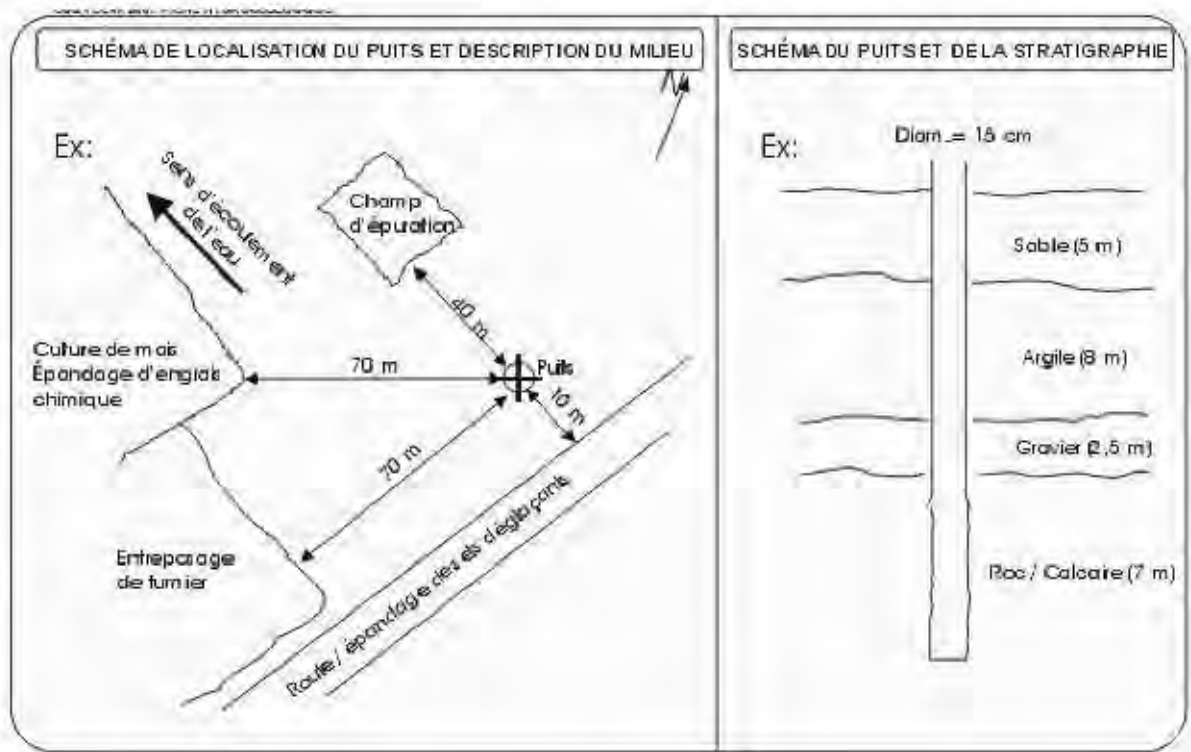 SCHÉMA DE LOCALISATION DU PUITS ET DESCRIPTION DU MILIEU
N
Ex:
Sens d'écoulement
de l'eau
Champ
d'épuration
40 m
Culture de maïs
Épandage d'engrais
chimique
70 m
Puits
10 m
70 m
Entreposage
de fumier
Route / épandage des els déglaçants
SCHÉMA DU PUITS ET DE LA STRATIGRAPHIE
Ex:
Diam = 15 cm
Sable (5 m)
Argile (8 m)
Gravier (2,5 m)
Roc / Calcaire (7 m)